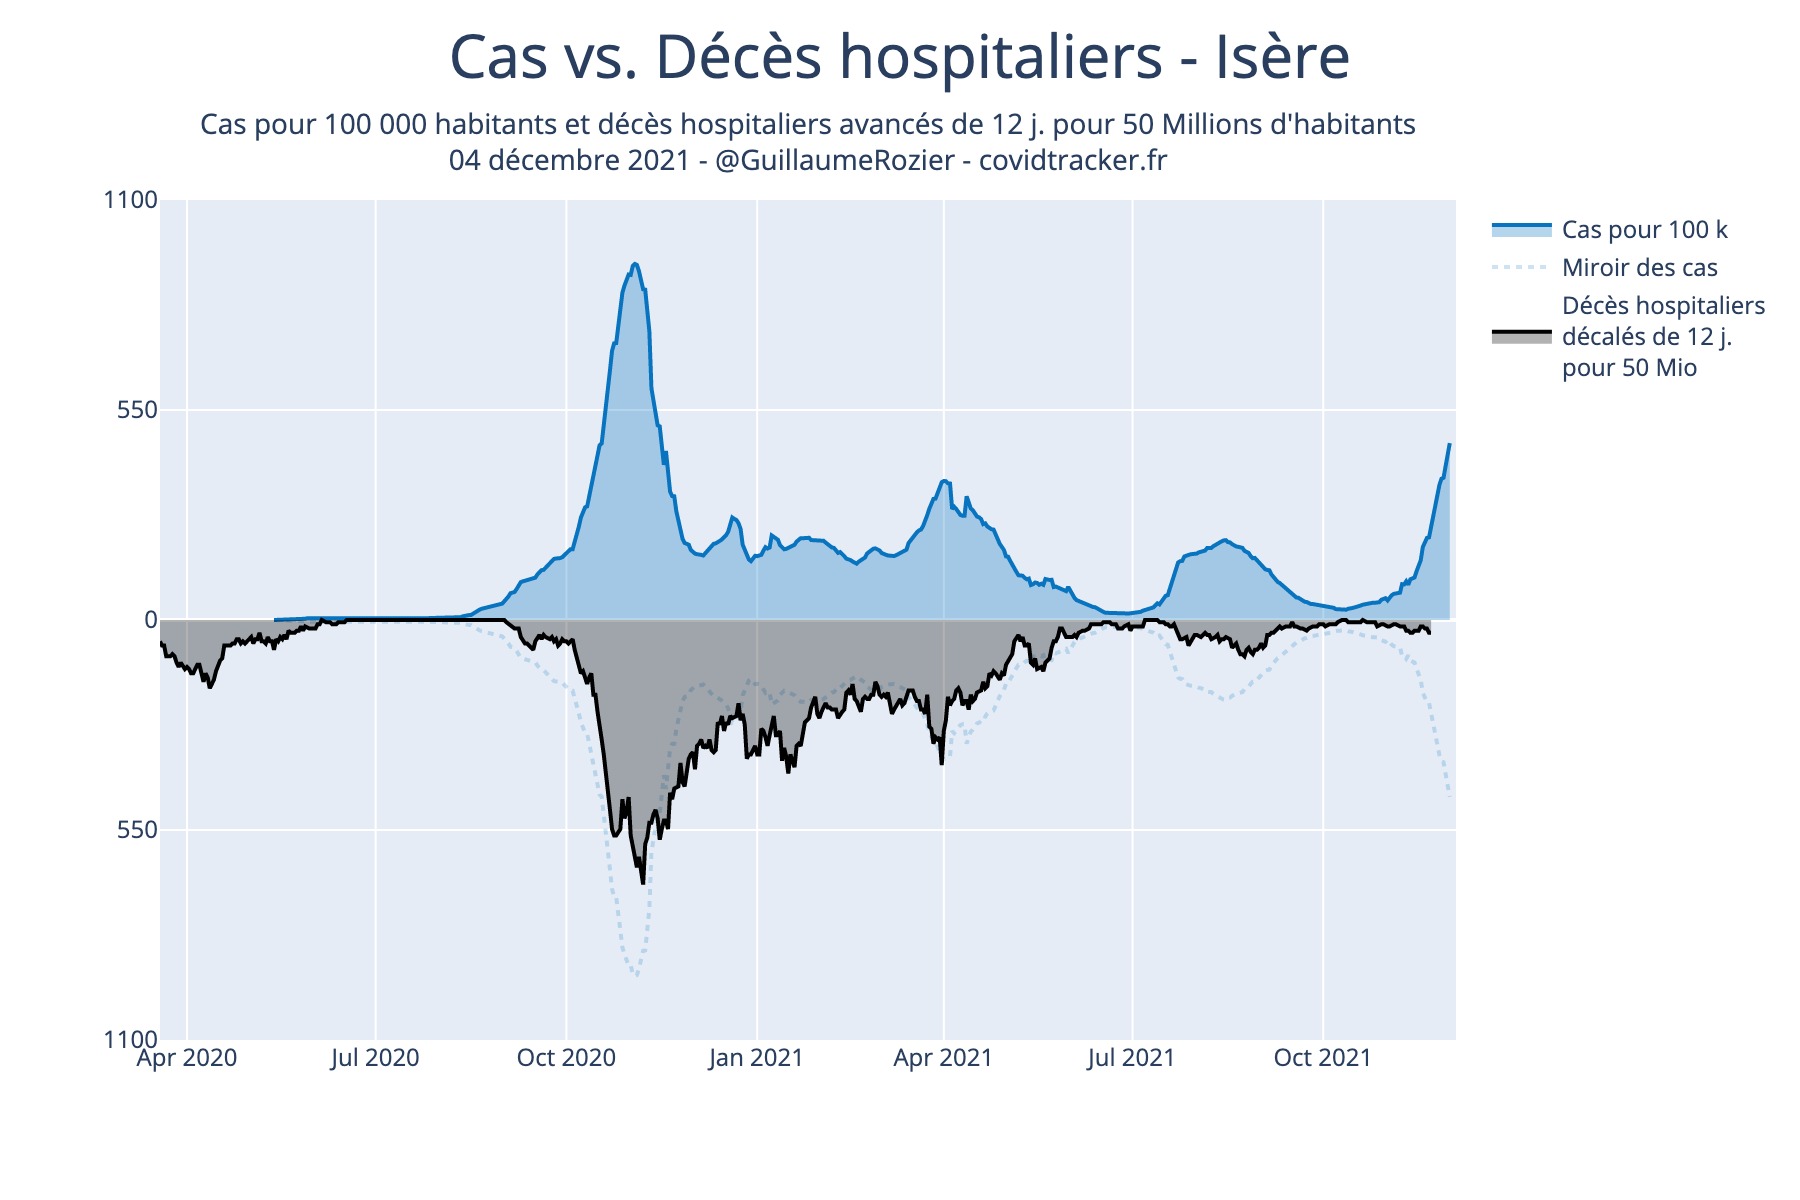 Cas vs. Décès hospitaliers - Isère
Cas pour 100 000 habitants et décès hospitaliers avancés de 12 j. pour 50 Millions d'habitants
04 décembre 2021 - @GuillaumeRozier - covidtracker.fr
1100
550
0
550
1100
Apr 2020
Jul 2020
Oct 2020
Jan 2021
Apr 2021
Jul 2021
Oct 2021
Cas pour 100 k
Miroir des cas
Décès hospitaliers
décalés de 12 j.
pour 50 Mio